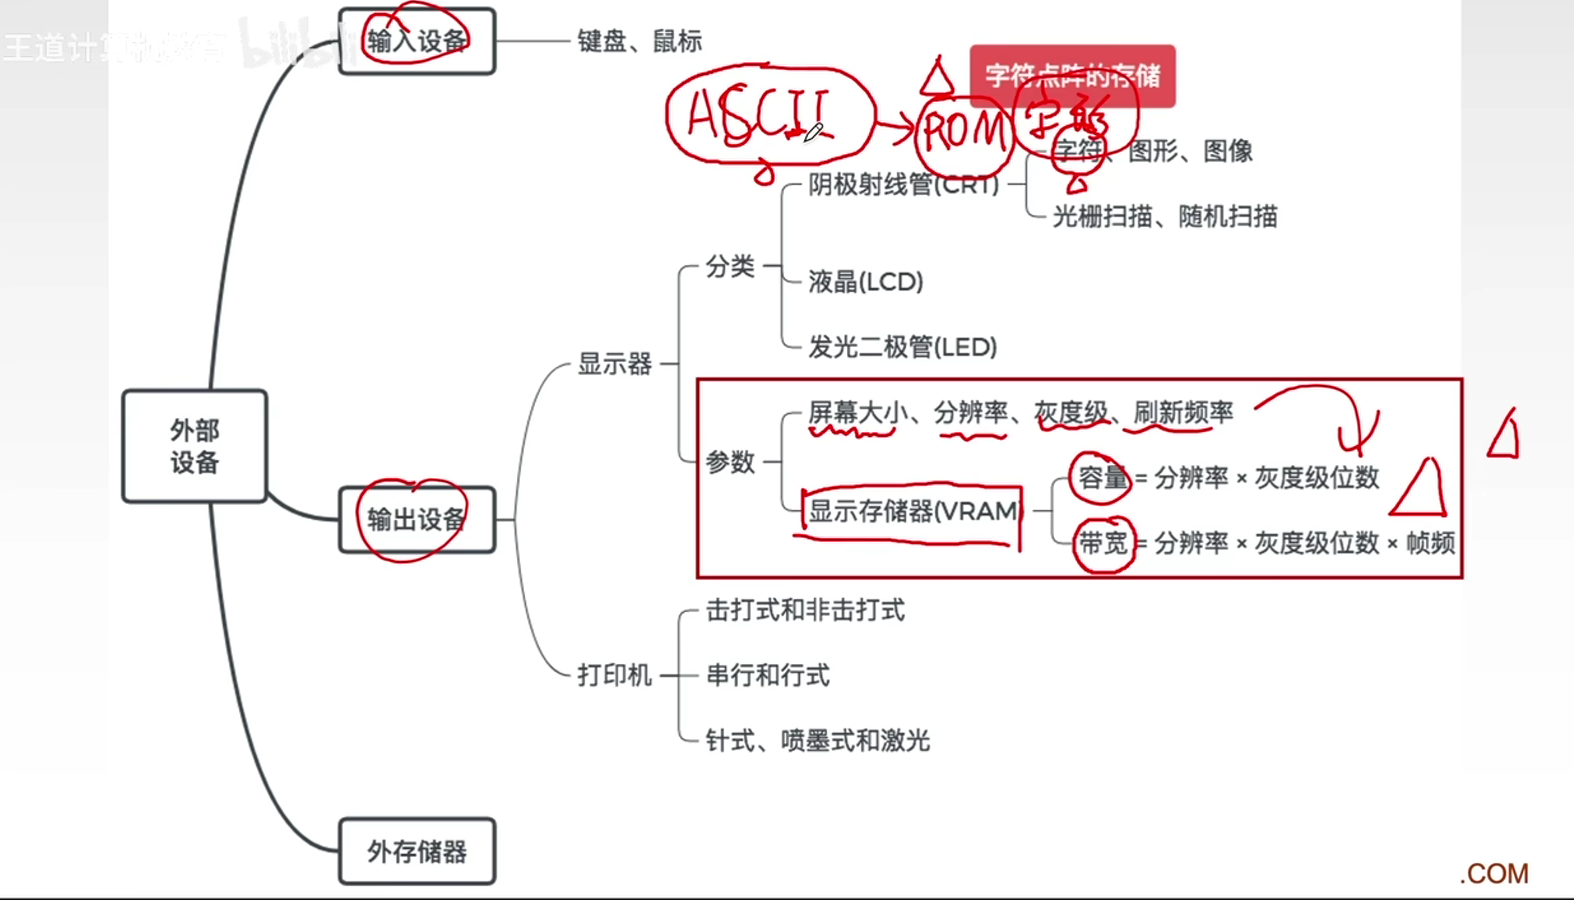 王道计算机教育 bilibili
输入设备
键盘、鼠标
字符点阵的存储
ASCII
ROM
字形
字符、图形、图像
阴极射线管(CRT)
光栅扫描、随机扫描
分类
液晶(LCD)
发光二极管(LED)
显示器
屏幕大小、分辨率、灰度级、刷新频率
外部
设备
参数
容量 = 分辨率 × 灰度级位数
输出设备
显示存储器(VRAM)
带宽 = 分辨率 × 灰度级位数 × 帧频
击打式和非击打式
打印机
串行和行式
针式、喷墨式和激光
外存储器
.COM